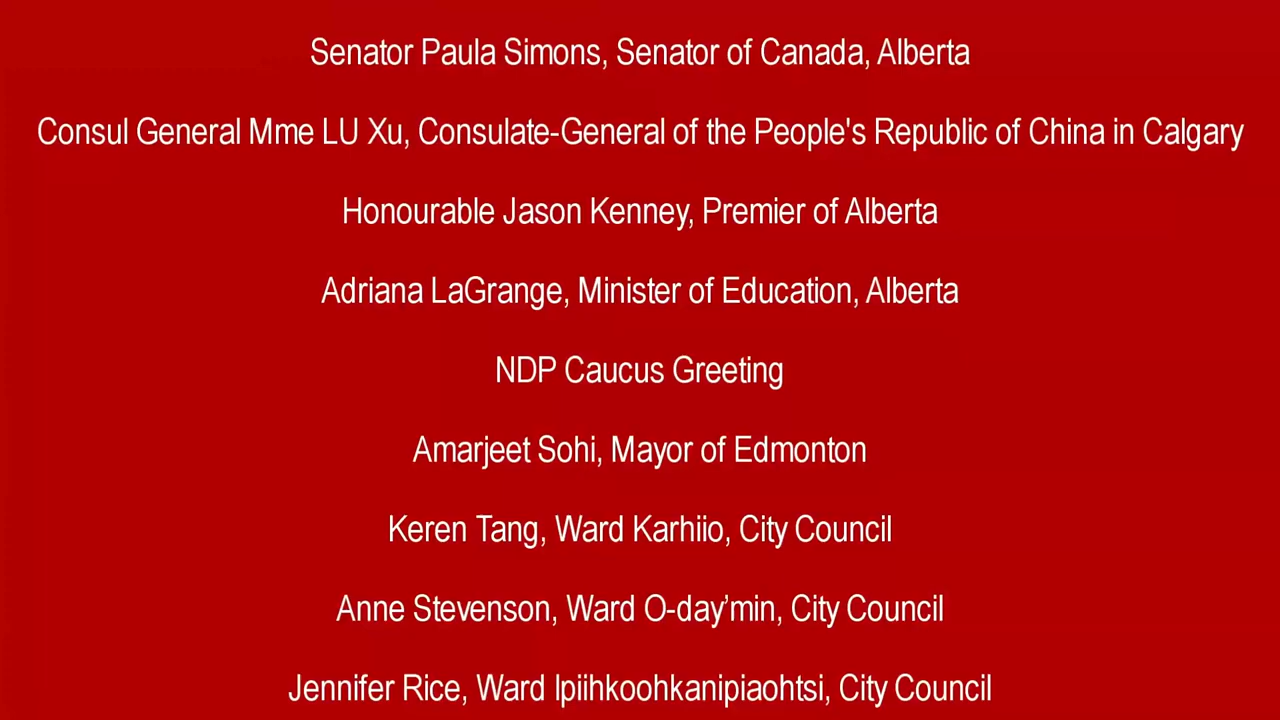 Senator Paula Simons, Senator of Canada, Alberta
Consul General Mme LU Xu, Consulate-General of the People's Republic of China in Calgary
Honourable Jason Kenney, Premier of Alberta
Adriana LaGrange, Minister of Education, Alberta
NDP Caucus Greeting
Amarjeet Sohi, Mayor of Edmonton
Keren Tang, Ward Karhiio, City Council
Anne Stevenson, Ward O-day’min, City Council
Jennifer Rice, Ward Ipiihkoohkanipiaohtsi, City Council